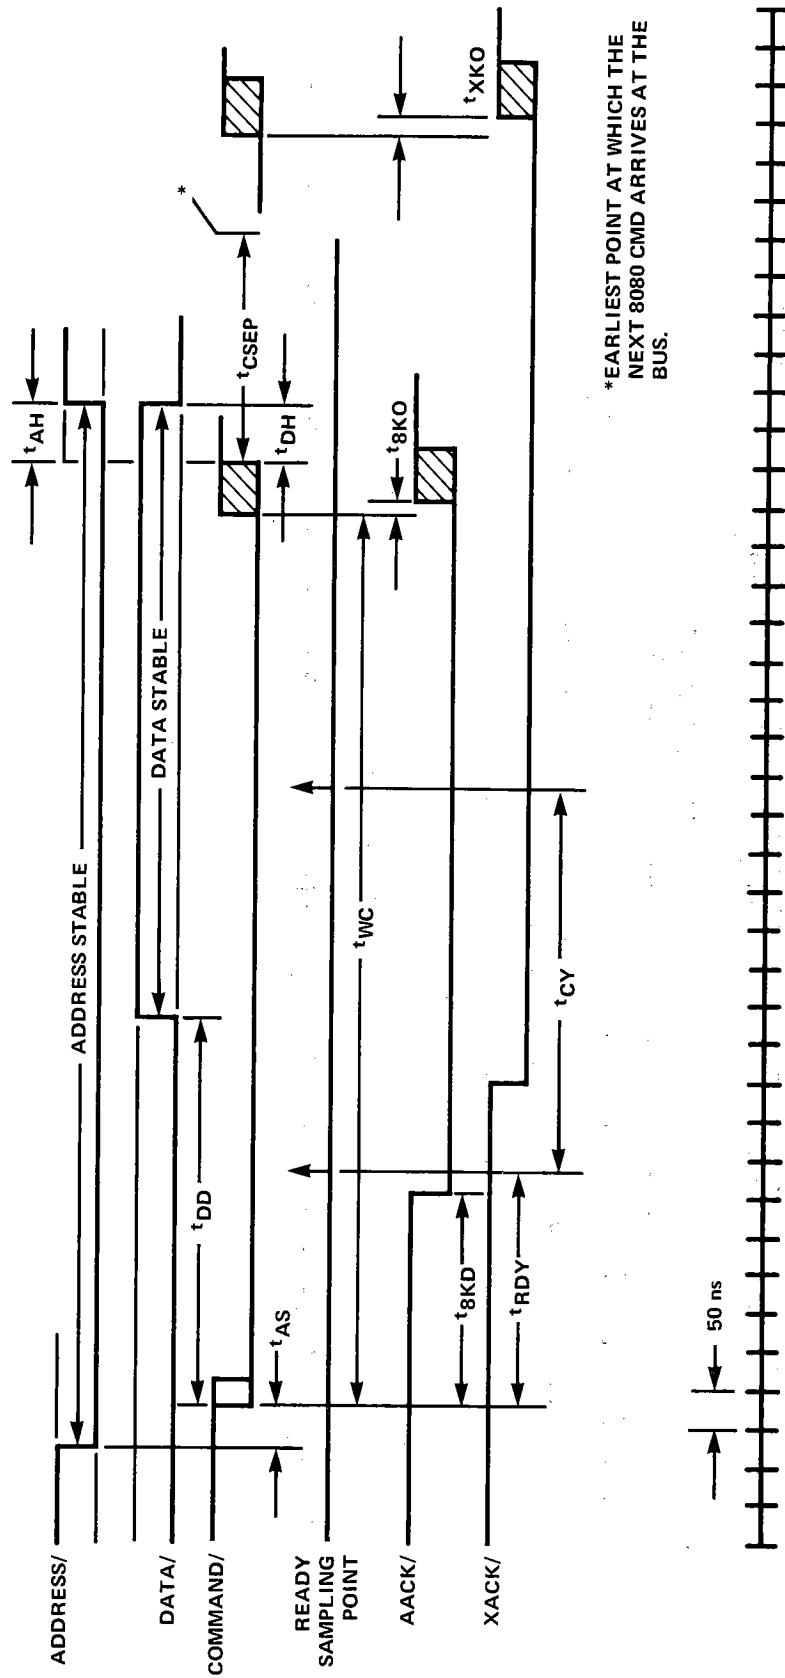 ADDRESS/
ADDRESS STABLE
tAH
DATA/
DATA STABLE
tDD
tDH
COMMAND/
tAS
tCSEP
*
READY
SAMPLING
POINT
tWC
AACK/
t8KD
t8KO
XACK/
tRDY
tCY
tXKO
*EARLIEST POINT AT WHICH THE
NEXT 8080 CMD ARRIVES AT THE
BUS.
50 ns